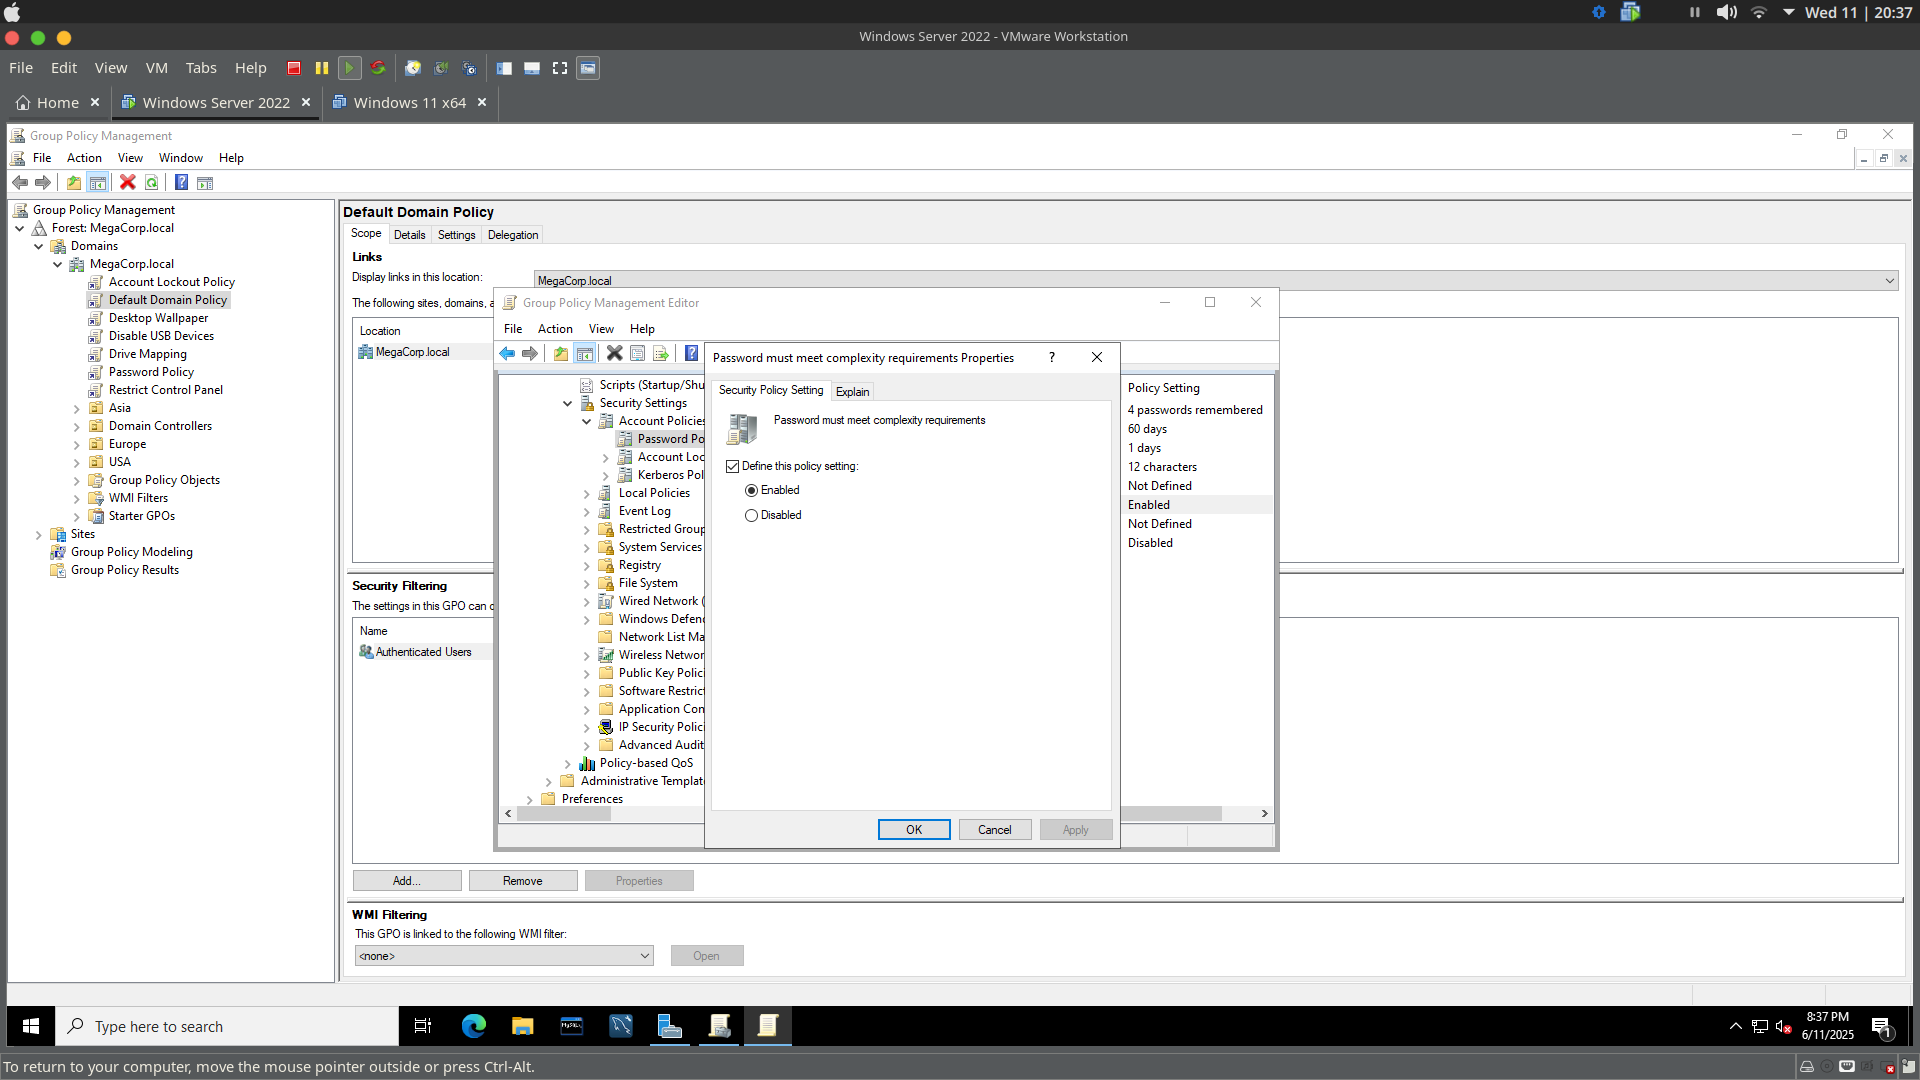 Wed 11 | 20:37
Windows Server 2022 - VMware Workstation
File Edit View VM Tabs Help
Home
Windows Server 2022
Windows 11 x64
Group Policy Management
File Action View Window Help
Group Policy Management
Forest: MegaCorp.local
Domains
MegaCorp.local
Account Lockout Policy
Default Domain Policy
Desktop Wallpaper
Disable USB Devices
Drive Mapping
Password Policy
Restrict Control Panel
Asia
Domain Controllers
Europe
USA
Group Policy Objects
WMI Filters
Starter GPOs
Sites
Group Policy Modeling
Group Policy Results
Default Domain Policy
Scope Details Settings Delegation
Links
Display links in this location:
MegaCorp.local
The following sites, domains, a
Location
MegaCorp.local
Group Policy Management Editor
File Action View Help
Scripts (Startup/Shu
Security Settings
Account Policies
Password Po
Account Loc
Kerberos Pol
Local Policies
Event Log
Restricted Group
System Services
Registry
File System
Wired Network (
Windows Defen
Network List Ma
Wireless Networ
Public Key Polic
Software Restrict
Application Con
IP Security Polici
Advanced Audit
Policy-based QoS
Administrative Templat
Preferences
Password must meet complexity requirements Properties
?
Security Policy Setting Explain
Password must meet complexity requirements
Define this policy setting:
Enabled
Disabled
OK Cancel Apply
Policy Setting
4 passwords remembered
60 days
1 days
12 characters
Not Defined
Enabled
Not Defined
Disabled
Security Filtering
The settings in this GPO can o
Name
Authenticated Users
Add... Remove Properties
WMI Filtering
This GPO is linked to the following WMI filter:
<none>
Open
Type here to search
8:37 PM
6/11/2025
1
To return to your computer, move the mouse pointer outside or press Ctrl-Alt.